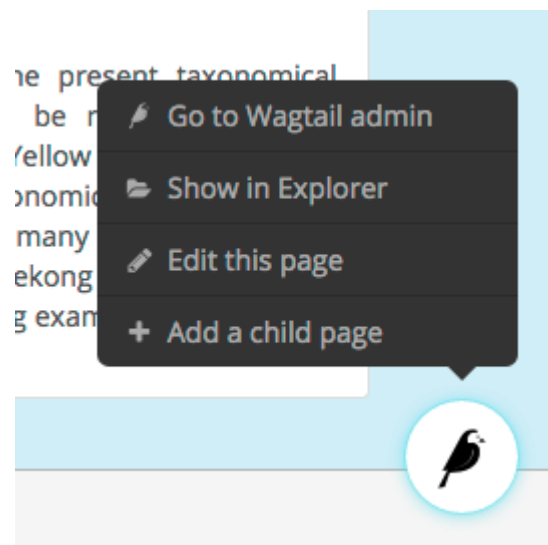 he present taxonomical
be
Yellow
Go to Wagtail admin
Show in Explorer
many
Edit this page
ekong
g exam
Add a child page